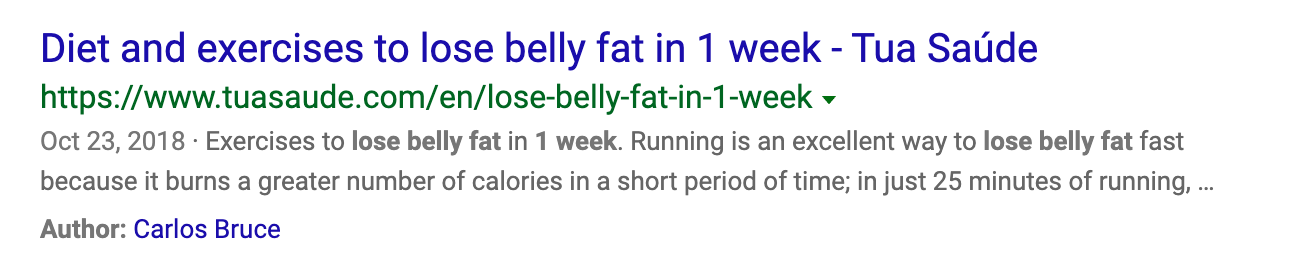 Diet and exercises to lose belly fat in 1 week - Tua Saúde
https://www.tuasaude.com/en/lose-belly-fat-in-1-week
Oct 23, 2018 · Exercises to lose belly fat in 1 week. Running is an excellent way to lose belly fat fast
because it burns a greater number of calories in a short period of time; in just 25 minutes of running, ...
Author: Carlos Bruce